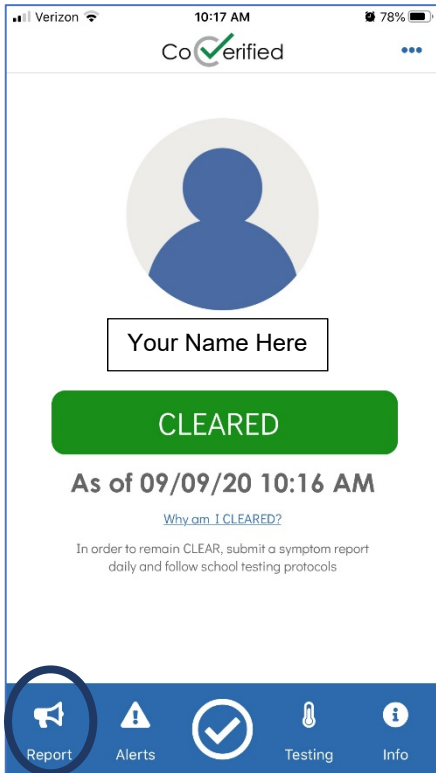 Verizon 10:17 AM 78%
CoVerified
Your Name Here
CLEARED
As of 09/09/20 10:16 AM
Why am I CLEARED?
In order to remain CLEAR, submit a symptom report
daily and follow school testing protocols
Report Alerts Testing Info